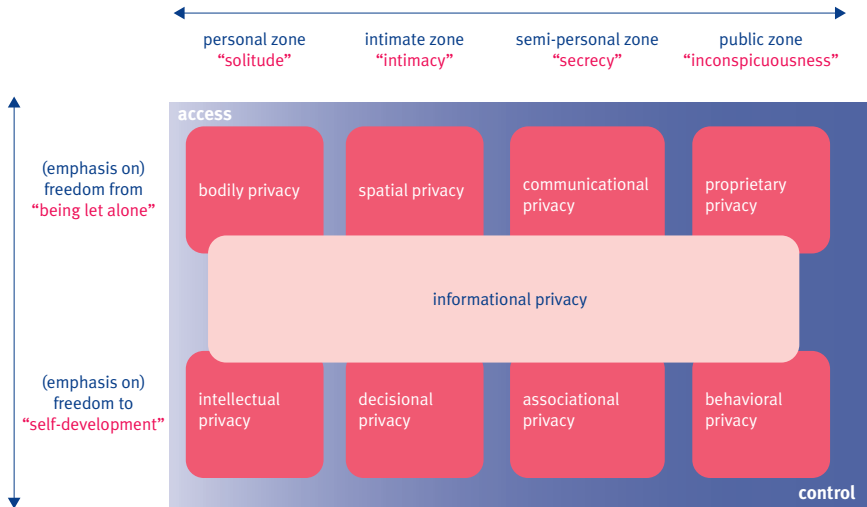 personal zone
“solitude”
intimate zone
“intimacy”
semi-personal zone
“secrecy”
public zone
“inconspicuousness”
access
(emphasis on)
freedom from
“being let alone”
bodily privacy
spatial privacy
communicational
privacy
proprietary
privacy
informational privacy
(emphasis on)
freedom to
“self-development”
intellectual
privacy
decisional
privacy
associational
privacy
behavioral
privacy
control